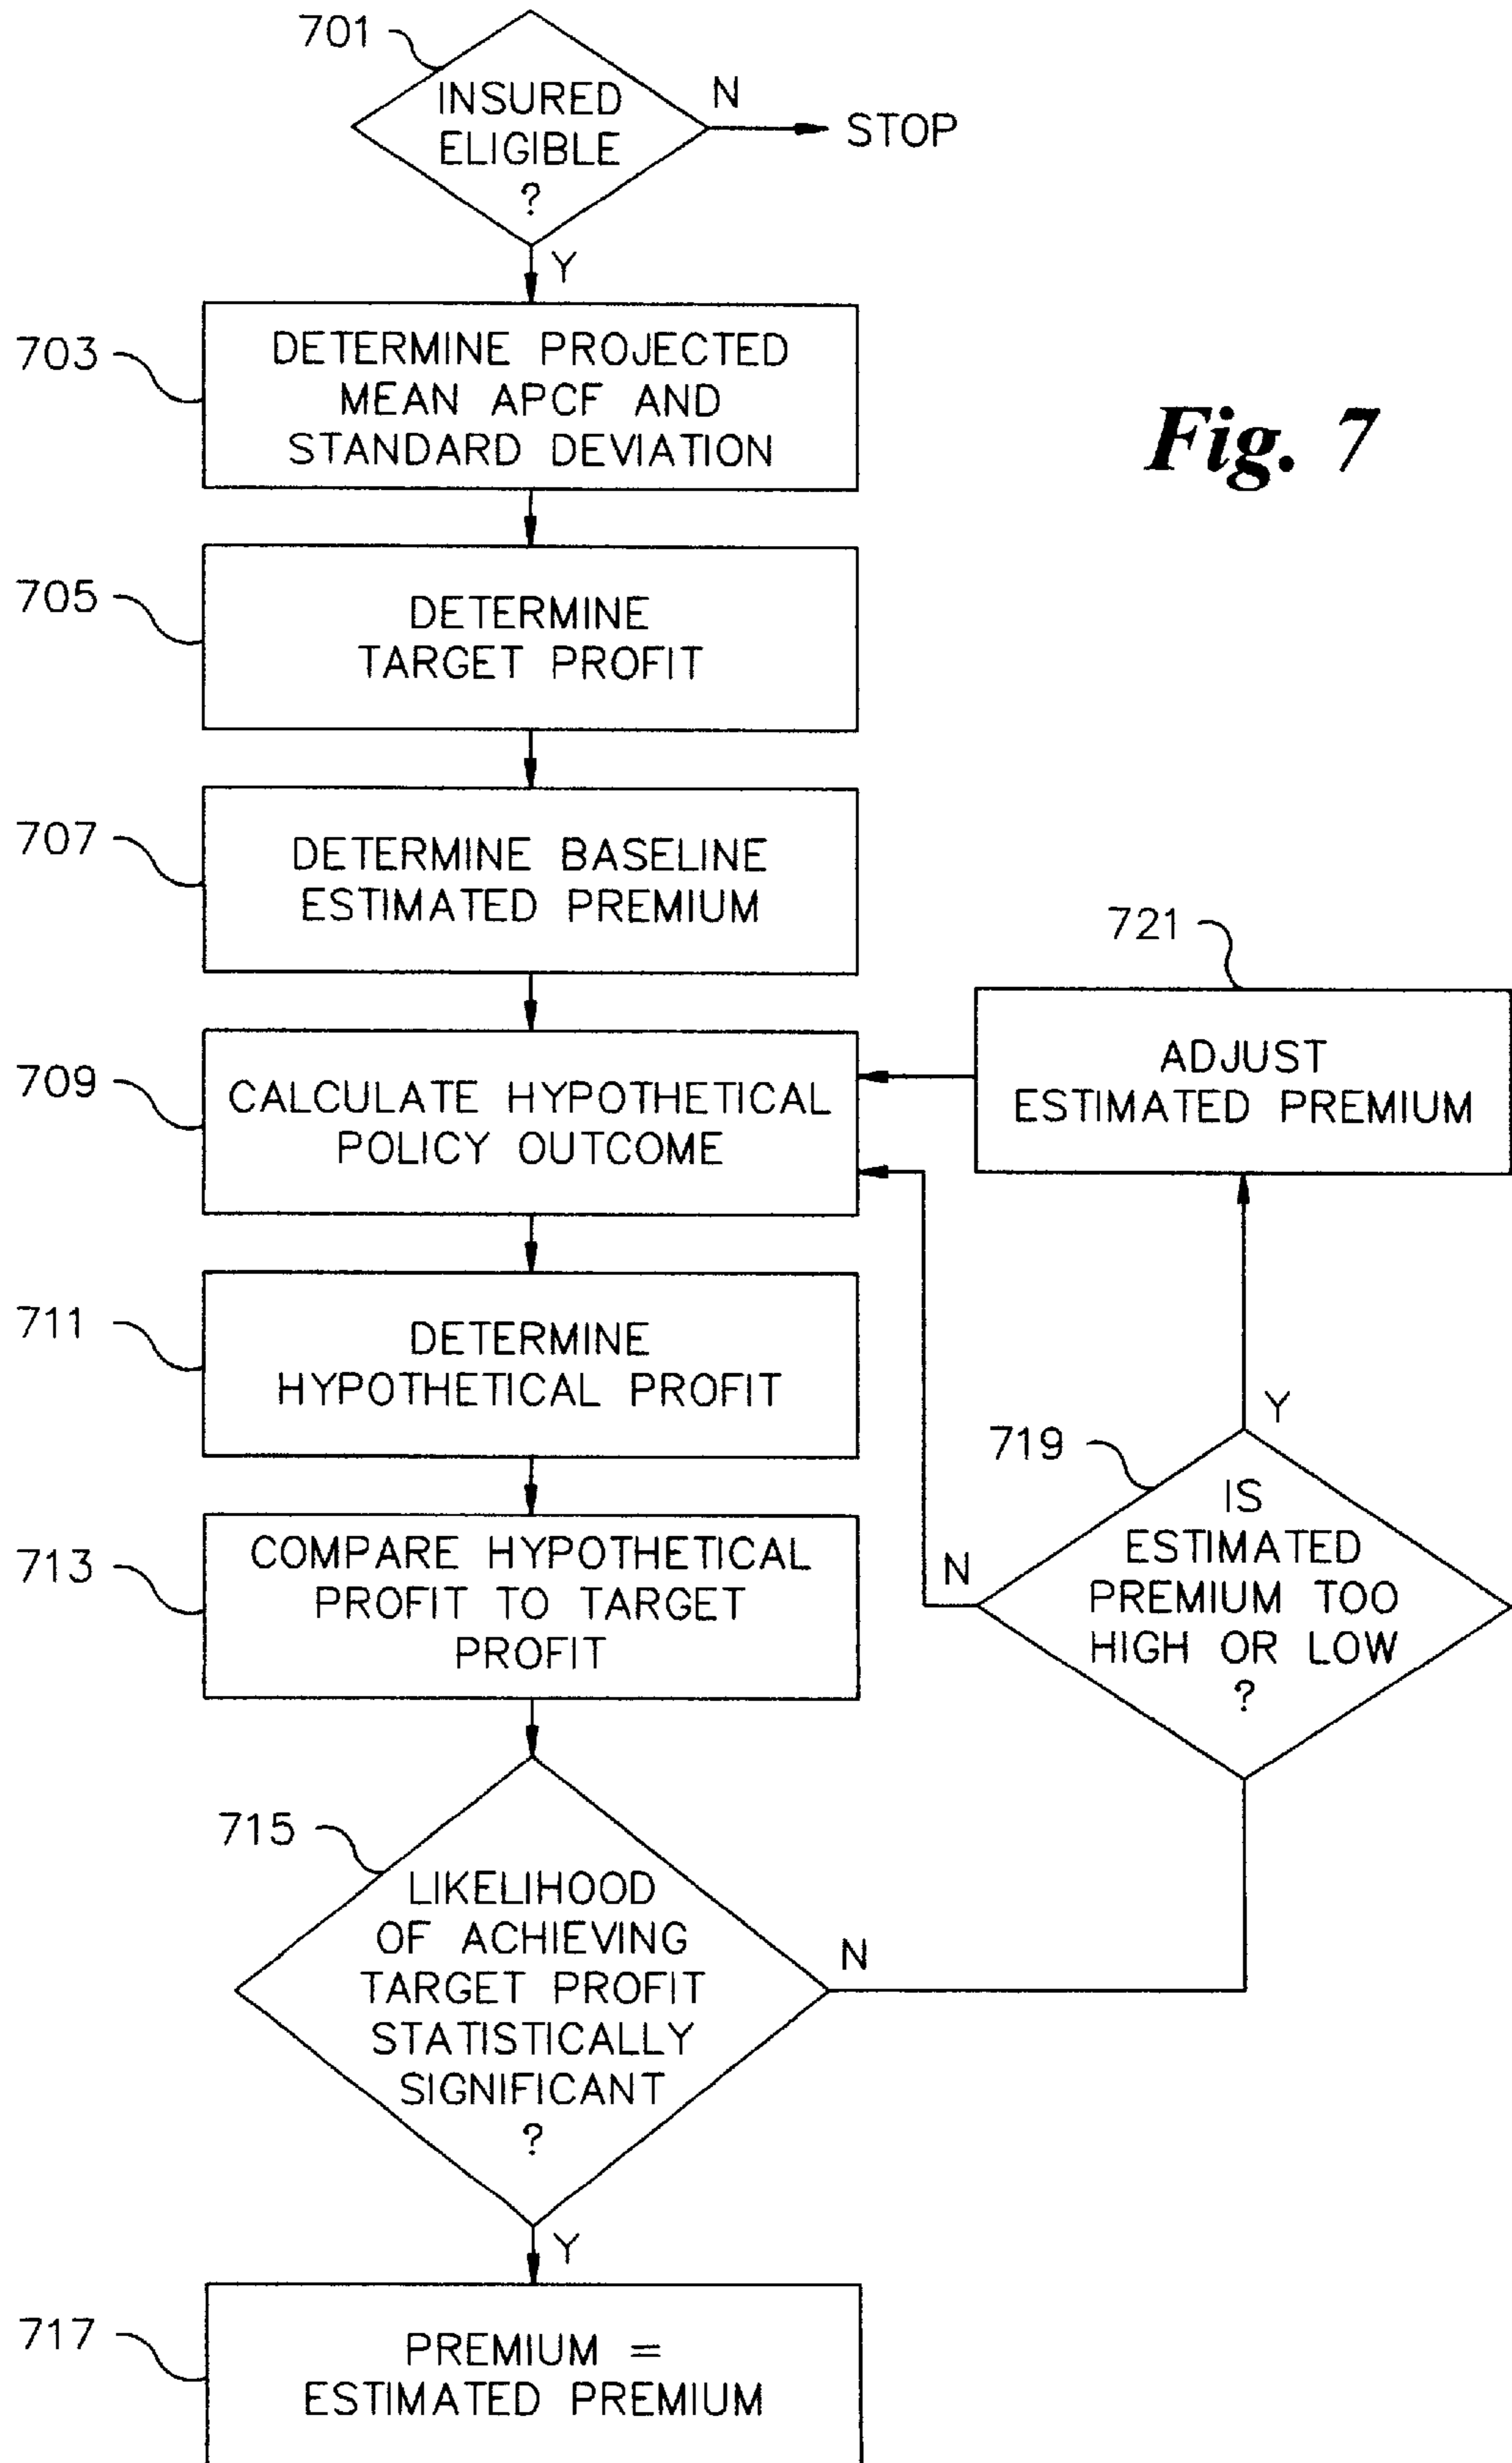 701
INSURED
ELIGIBLE
?
N
STOP
Y
703
DETERMINE PROJECTED
MEAN APCF AND
STANDARD DEVIATION
Fig. 7
705
DETERMINE
TARGET PROFIT
707
DETERMINE BASELINE
ESTIMATED PREMIUM
709
CALCULATE HYPOTHETICAL
POLICY OUTCOME
721
ADJUST
ESTIMATED PREMIUM
711
DETERMINE
HYPOTHETICAL PROFIT
713
COMPARE HYPOTHETICAL
PROFIT TO TARGET
PROFIT
719
Y
IS
ESTIMATED
PREMIUM TOO
HIGH OR LOW
?
N
715
LIKELIHOOD
OF ACHIEVING
TARGET PROFIT
STATISTICALLY
SIGNIFICANT
?
N
Y
717
PREMIUM =
ESTIMATED PREMIUM